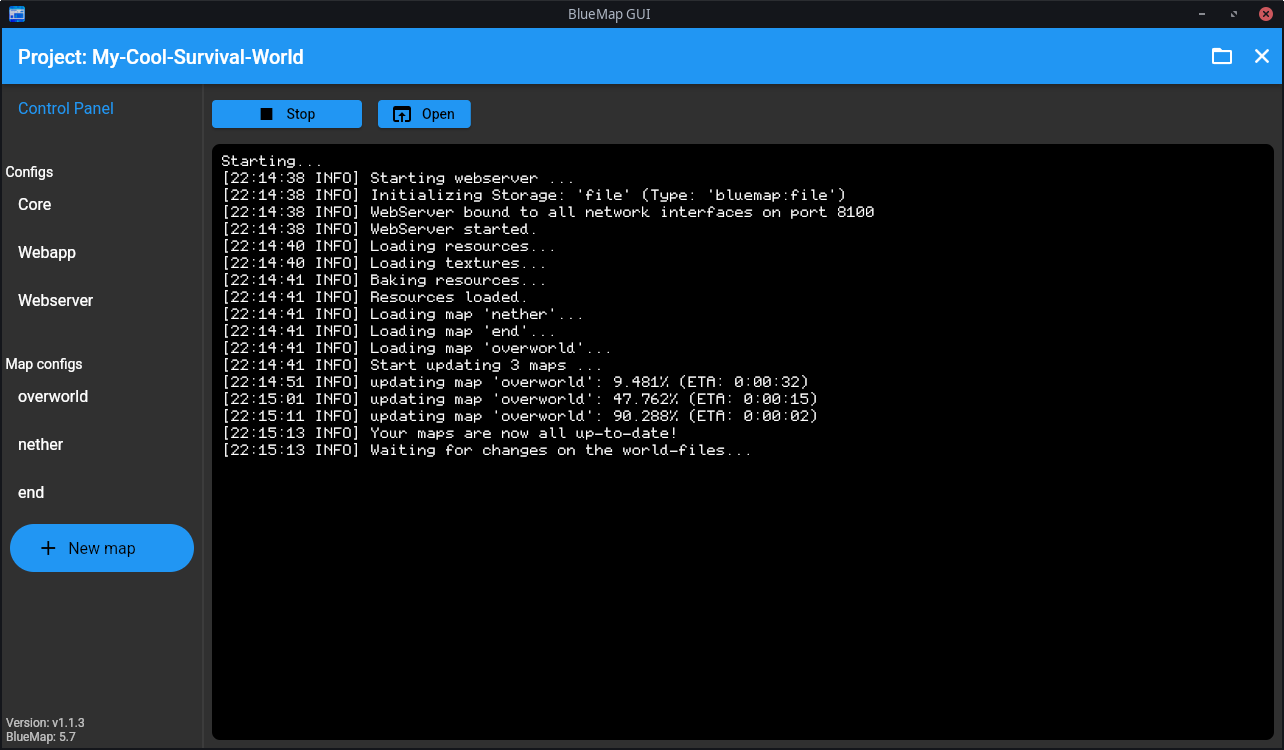 BlueMap GUI
Project: My-Cool-Survival-World
Control Panel
Configs
Core
Webapp
Webserver
Map configs
overworld
nether
end
New map
Version: v1.1.3
BlueMap: 5.7
Stop
Open
Starting...
[22:14:38 INFO] Starting webserver ...
[22:14:38 INFO] Initializing Storage: 'file' (Type: 'bluemap:file')
[22:14:38 INFO] WebServer bound to all network interfaces on port 8100
[22:14:38 INFO] WebServer started.
[22:14:40 INFO] Loading resources...
[22:14:40 INFO] Loading textures...
[22:14:41 INFO] Baking resources...
[22:14:41 INFO] Resources loaded.
[22:14:41 INFO] Loading map 'nether'...
[22:14:41 INFO] Loading map 'end'...
[22:14:41 INFO] Loading map 'overworld'...
[22:14:41 INFO] Start updating 3 maps ...
[22:14:51 INFO] updating map 'overworld': 9.481% (ETA: 0:00:32)
[22:15:01 INFO] updating map 'overworld': 47.762% (ETA: 0:00:15)
[22:15:11 INFO] updating map 'overworld': 90.288% (ETA: 0:00:02)
[22:15:13 INFO] Your maps are now all up-to-date!
[22:15:13 INFO] Waiting for changes on the world-files...